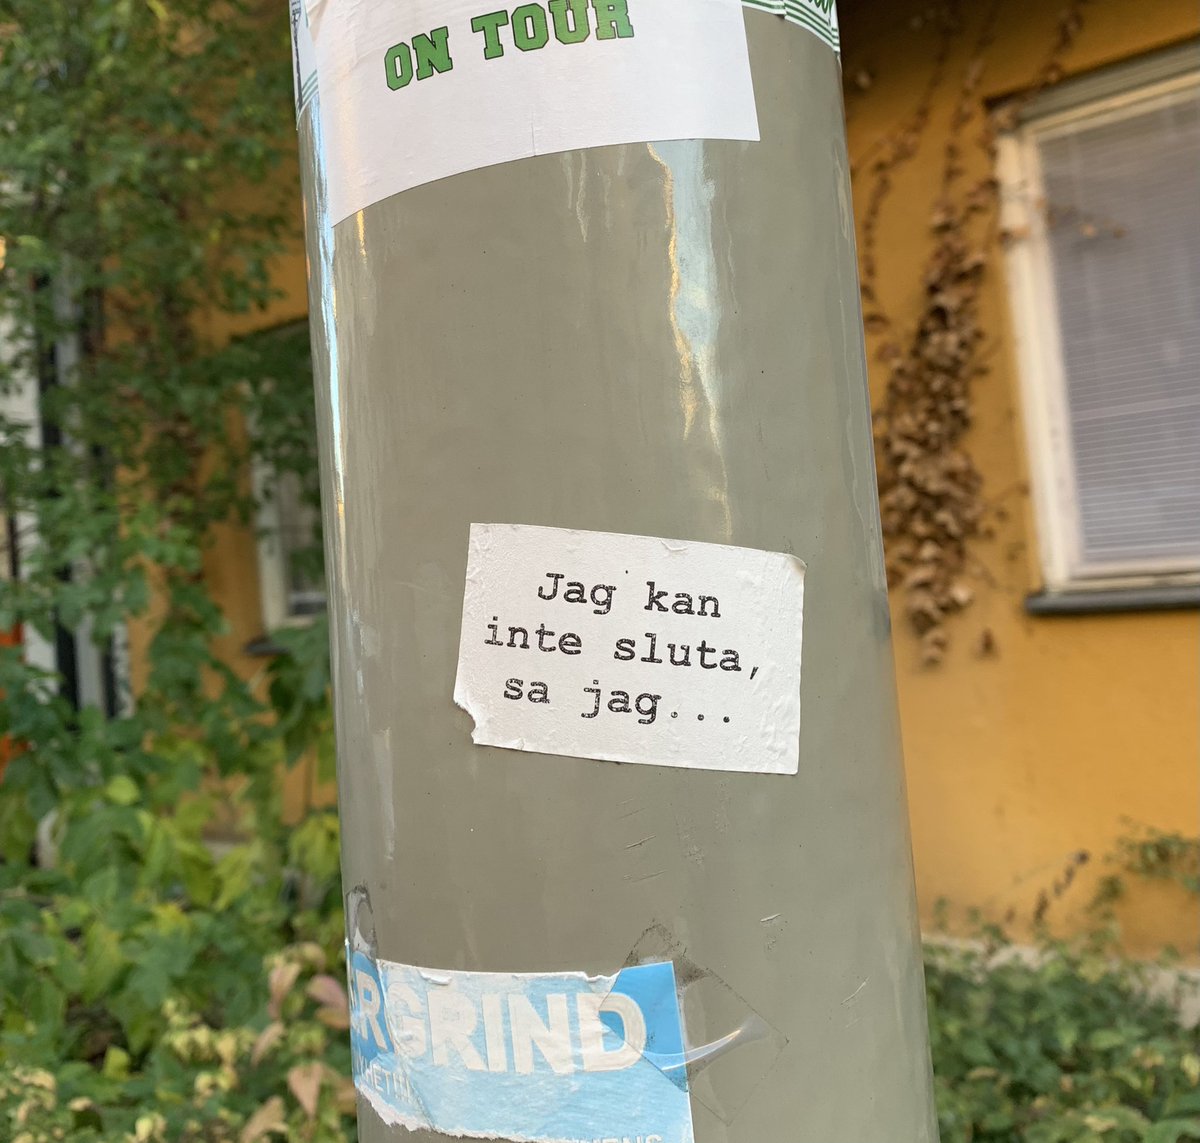 ON TOUR
Jag kan
inte sluta,
sa jag...
RGRIND